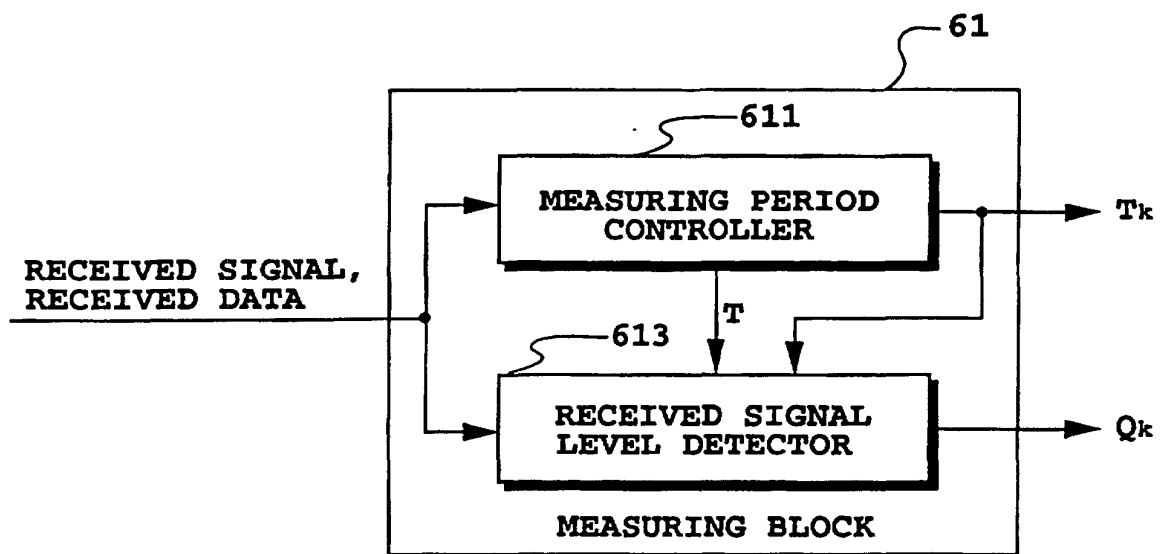 61
611
MEASURING PERIOD
CONTROLLER
Tk
RECEIVED SIGNAL,
RECEIVED DATA
T
613
RECEIVED SIGNAL
LEVEL DETECTOR
Qk
MEASURING BLOCK